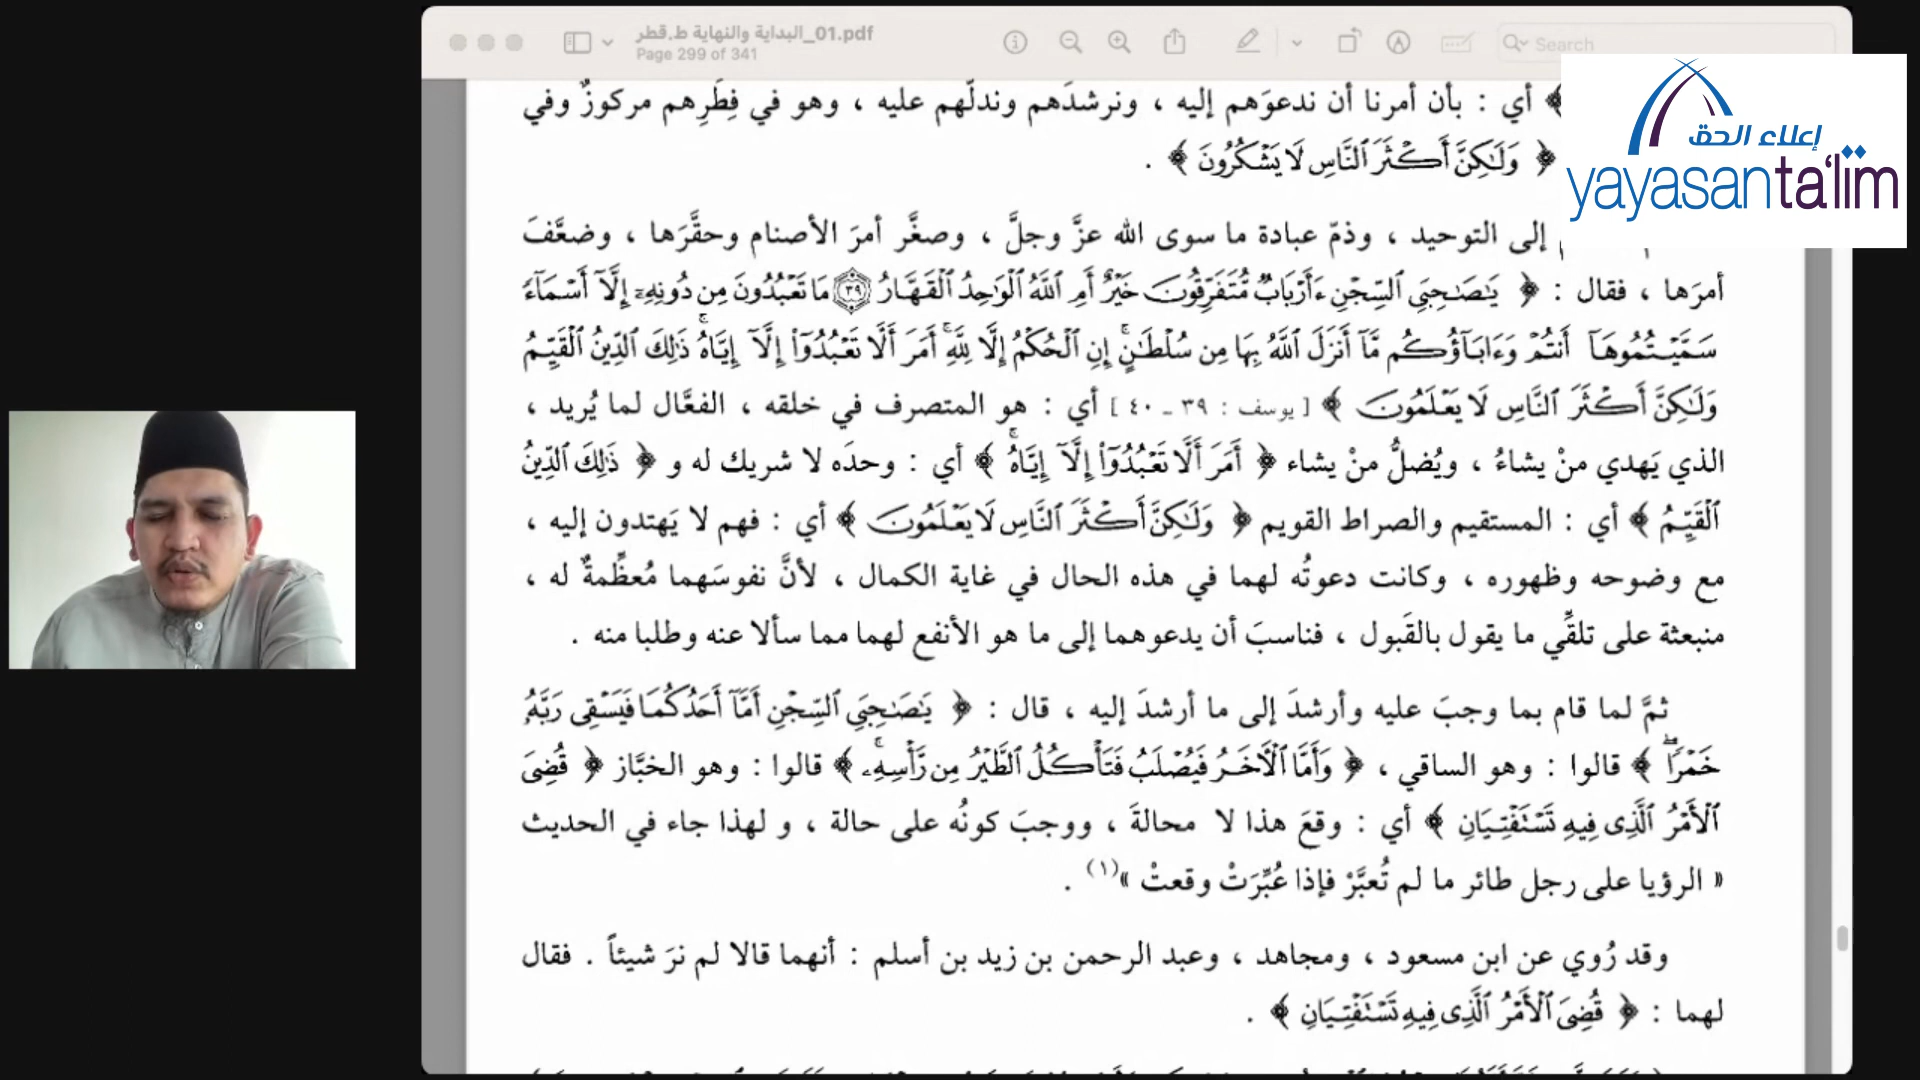 البداية والنهاية ط.قطر_01.pdf
Page 299 of 341
Search
إعلاء الحق
yayasanta'lim
﴾ أي : بأن أمرنا أن ندعوَهم إليه ، ونرشدَهم وندلّهم عليه ، وهو في فِطَرِهم مركوزٌ وفي
﴿ وَلَٰكِنَّ أَكْثَرَ ٱلنَّاسِ لَا يَشْكُرُونَ ﴾ .
إلى التوحيد ، وذمّ عبادة ما سوى الله عزَّ وجلَّ ، وصغَّر أمرَ الأصنام وحقَّرَها ، وضعَّفَ
أمرَها ، فقال : ﴿ يَٰصَٰحِبَىِ ٱلسِّجْنِ ءَأَرْبَابٌ مُّتَفَرِّقُونَ خَيْرٌ أَمِ ٱللَّهُ ٱلْوَٰحِدُ ٱلْقَهَّارُ ٣٩ مَا تَعْبُدُونَ مِن دُونِهِۦٓ إِلَّآ أَسْمَآءً
سَمَّيْتُمُوهَآ أَنتُمْ وَءَابَآؤُكُم مَّآ أَنزَلَ ٱللَّهُ بِهَا مِن سُلْطَٰنٍ ۚ إِنِ ٱلْحُكْمُ إِلَّا لِلَّهِ ۚ أَمَرَ أَلَّا تَعْبُدُوٓا۟ إِلَّآ إِيَّاهُ ۚ ذَٰلِكَ ٱلدِّينُ ٱلْقَيِّمُ
وَلَٰكِنَّ أَكْثَرَ ٱلنَّاسِ لَا يَعْلَمُونَ ﴾ [ يوسف : ٣٩ ـ ٤٠ ] أي : هو المتصرف في خلقه ، الفعَّال لما يُريد ،
الذي يَهدي منْ يشاءُ ، ويُضلُّ منْ يشاء ﴿ أَمَرَ أَلَّا تَعْبُدُوٓا۟ إِلَّآ إِيَّاهُ ۚ ﴾ أي : وحدَه لا شريك له و ﴿ ذَٰلِكَ ٱلدِّينُ
ٱلْقَيِّمُ ﴾ أي : المستقيم والصراط القويم ﴿ وَلَٰكِنَّ أَكْثَرَ ٱلنَّاسِ لَا يَعْلَمُونَ ﴾ أي : فهم لا يَهتدون إليه ،
مع وضوحه وظهوره ، وكانت دعوتُه لهما في هذه الحال في غاية الكمال ، لأنَّ نفوسَهما مُعظِّمةٌ له ،
منبعثة على تلقِّي ما يقول بالقَبول ، فناسبَ أن يدعوهما إلى ما هو الأنفع لهما مما سألا عنه وطلبا منه .
ثمَّ لما قام بما وجبَ عليه وأرشدَ إلى ما أرشدَ إليه ، قال : ﴿ يَٰصَٰحِبَىِ ٱلسِّجْنِ أَمَّآ أَحَدُكُمَا فَيَسْقِى رَبَّهُۥ
خَمْرًا ۖ ﴾ قالوا : وهو الساقي ، ﴿ وَأَمَّا ٱلْءَاخَرُ فَيُصْلَبُ فَتَأْكُلُ ٱلطَّيْرُ مِن رَّأْسِهِۦ ۚ ﴾ قالوا : وهو الخبَّاز ﴿ قُضِىَ
ٱلْأَمْرُ ٱلَّذِى فِيهِ تَسْتَفْتِيَانِ ﴾ أي : وقعَ هذا لا محالةَ ، ووجبَ كونُه على حالة ، و لهذا جاء في الحديث
« الرؤيا على رجل طائر ما لم تُعبَّرْ فإذا عُبِّرَتْ وقعتْ »(١) .
وقد رُوي عن ابن مسعود ، ومجاهد ، وعبد الرحمن بن زيد بن أسلم : أنهما قالا لم نرَ شيئاً . فقال
لهما : ﴿ قُضِىَ ٱلْأَمْرُ ٱلَّذِى فِيهِ تَسْتَفْتِيَانِ ﴾ .